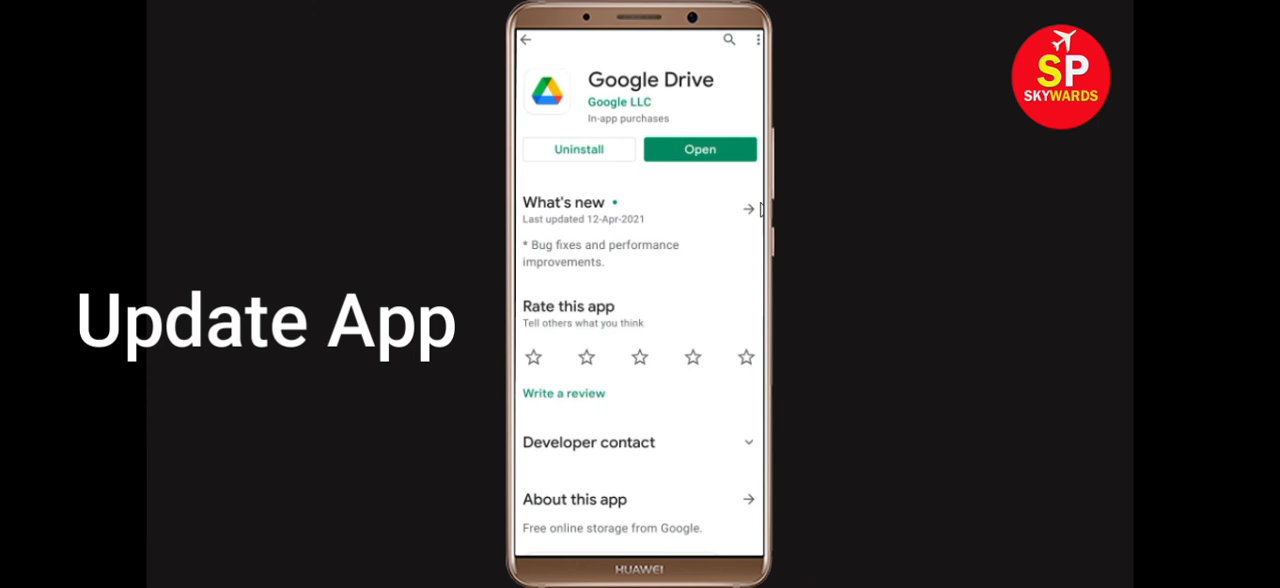 SP
SKYWARDS
Google Drive
Google LLC
In-app purchases
Uninstall
Open
What's new
Last updated 12-Apr-2021
* Bug fixes and performance
improvements.
Update App
Rate this app
Tell others what you think
Write a review
Developer contact
About this app
Free online storage from Google.
HUAWEI